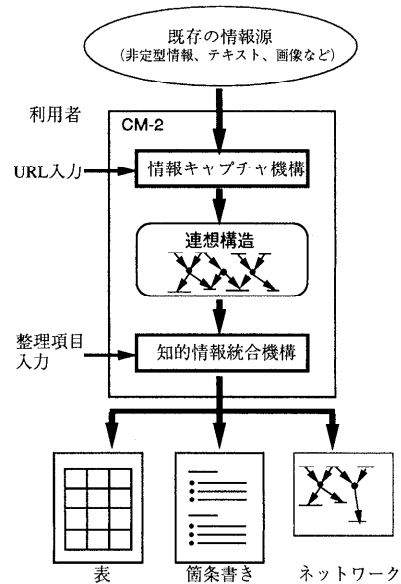 既存の情報源
(非定型情報、テキスト、画像など)
利用者
CM-2
URL入力
情報キャプチャ機構
連想構造
整理項目
入力
知的情報統合機構
表
箇条書き
ネットワーク